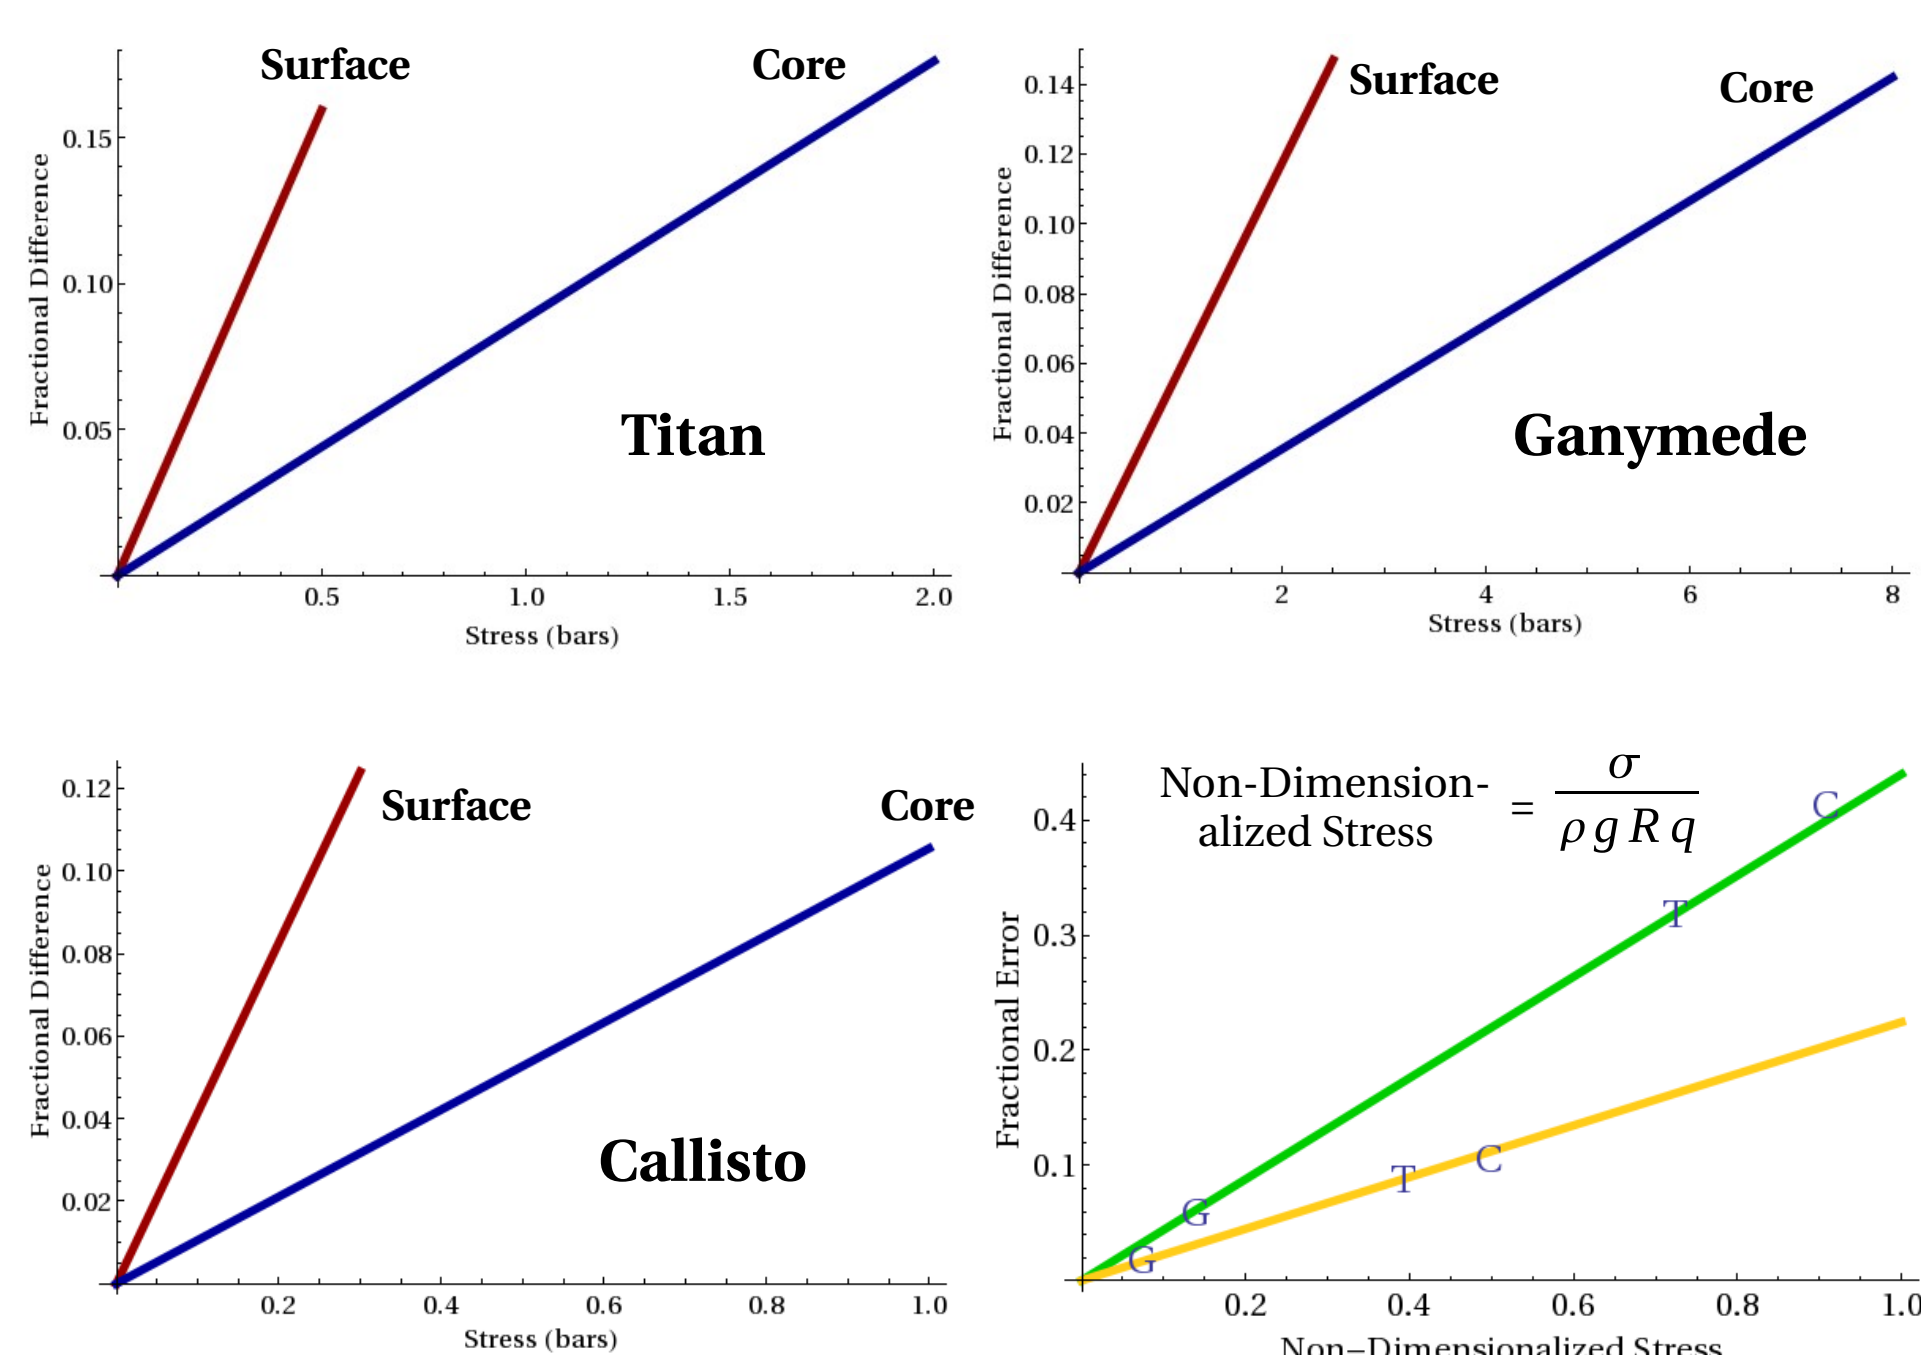 Surface
Core
0.15
0.10
0.05
Fractional Difference
Titan
0.5 1.0 1.5 2.0
Stress (bars)
Surface
Core
0.14
0.12
0.10
0.08
0.06
0.04
0.02
Fractional Difference
Ganymede
2 4 6 8
Stress (bars)
Surface
Core
0.12
0.10
0.08
0.06
0.04
0.02
Fractional Difference
Callisto
0.2 0.4 0.6 0.8 1.0
Stress (bars)
Non-Dimension-
alized Stress
=
σ
ρ g R q
0.4
0.3
0.2
0.1
Fractional Error
C
T
G
C
T
G
0.2 0.4 0.6 0.8 1.0
Non–Dimensionalized Stress